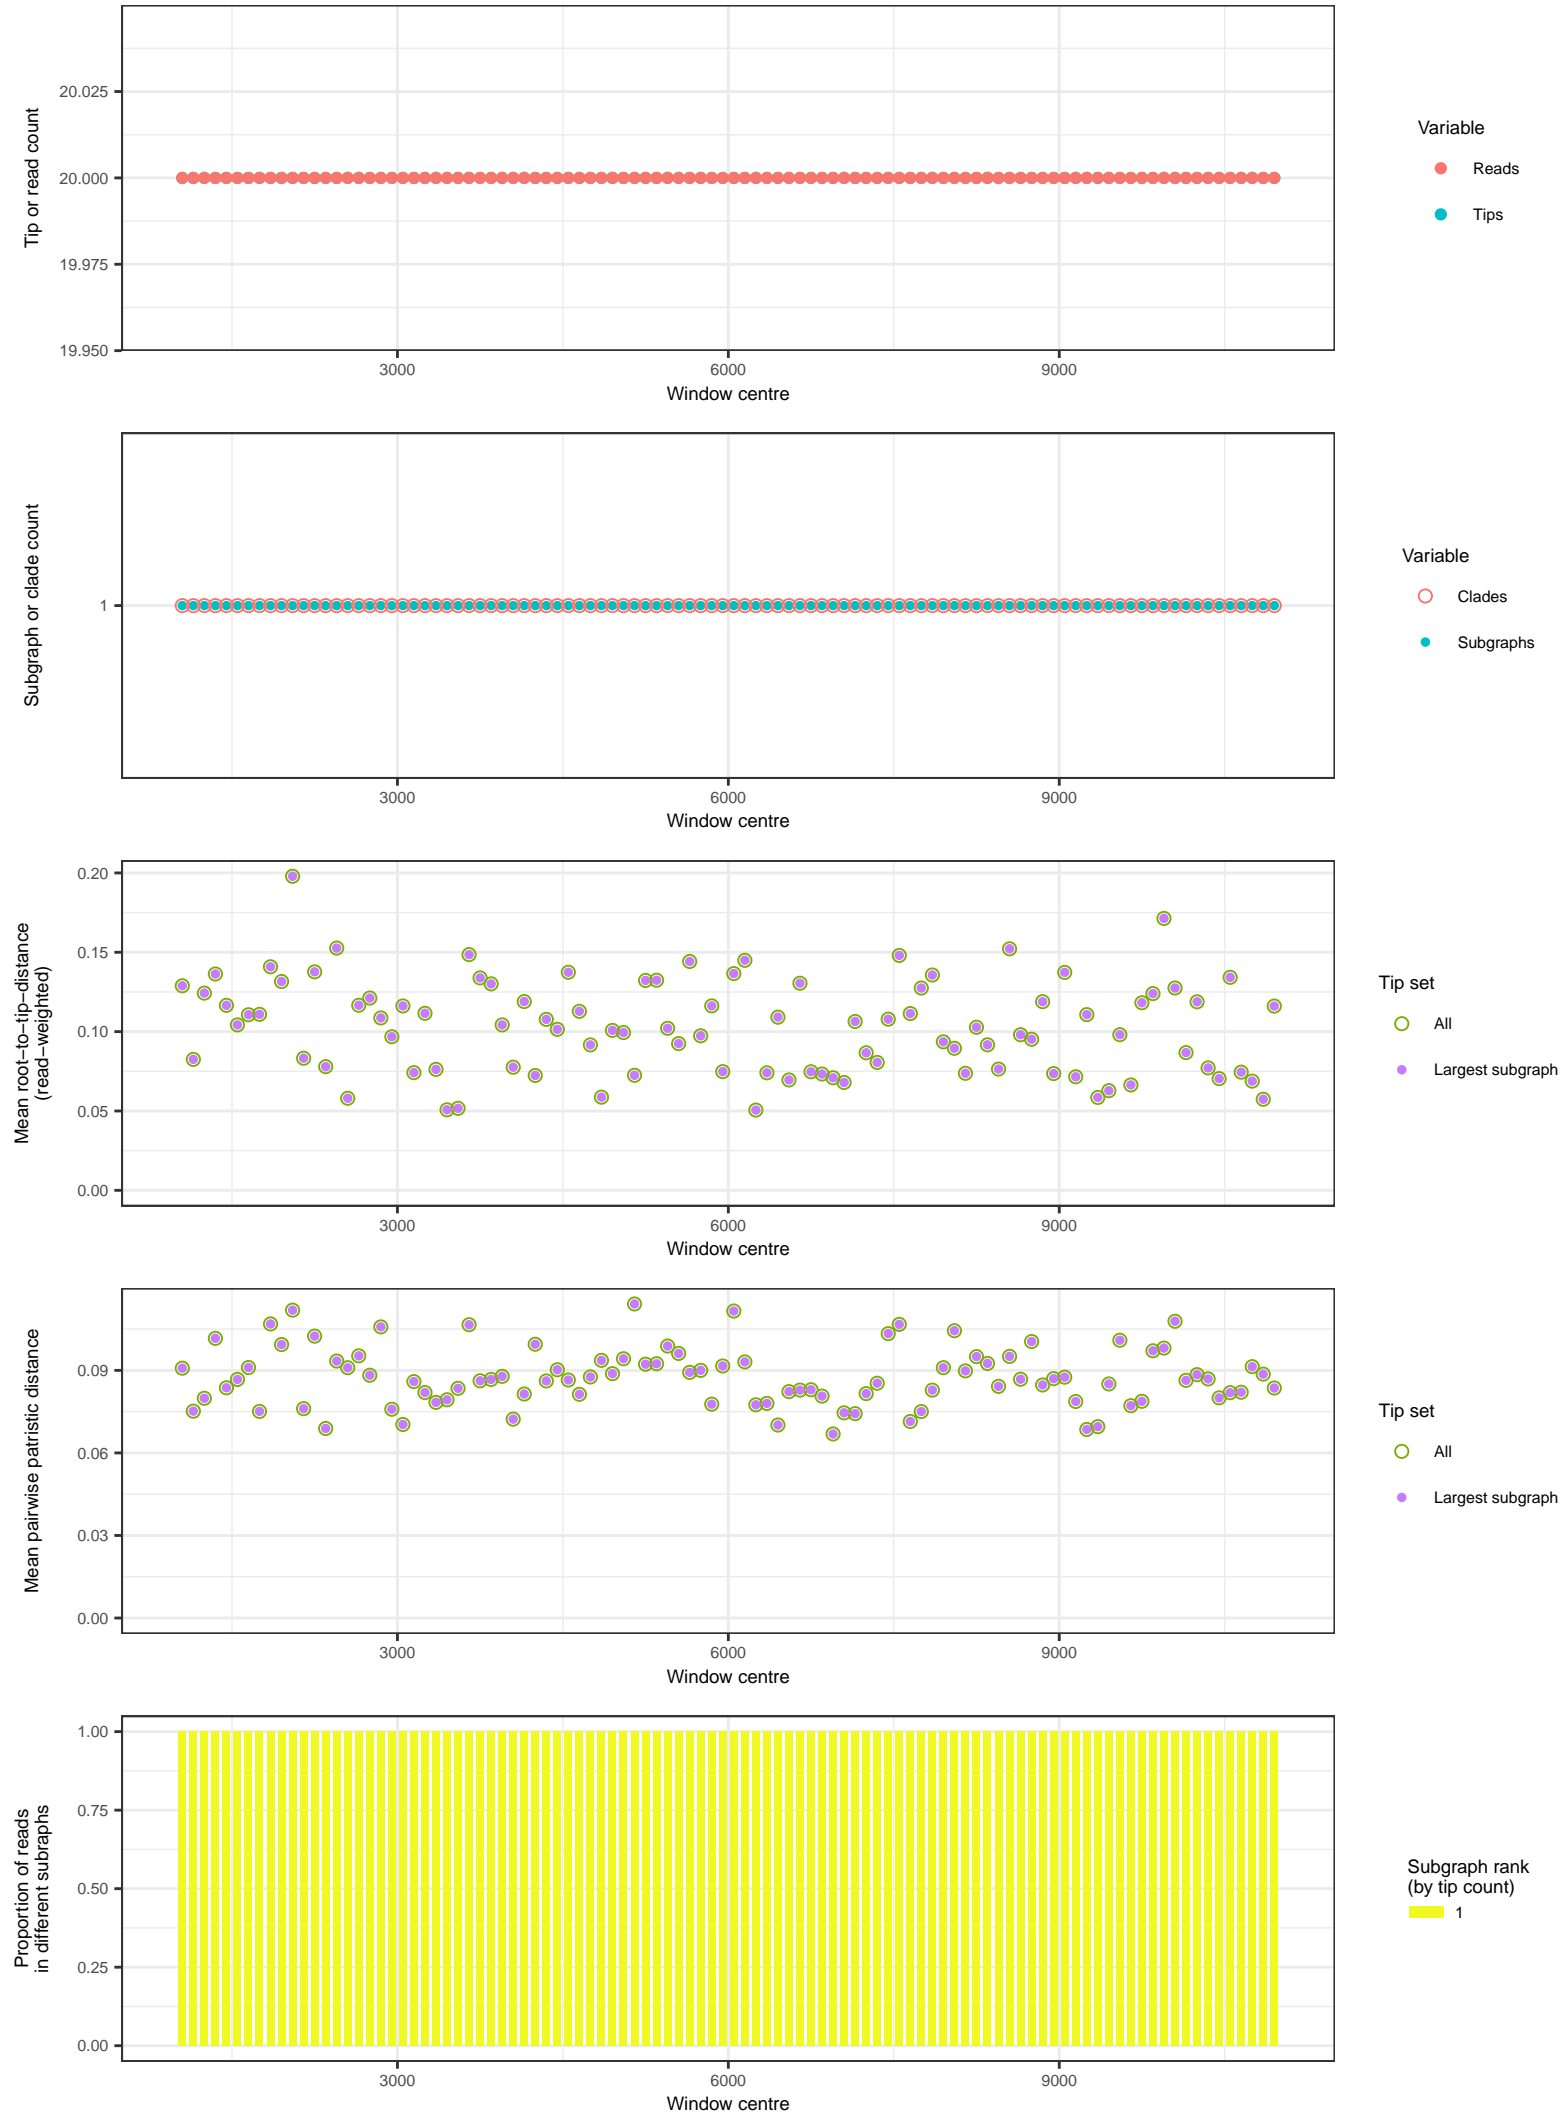 20.025
20.000
19.975
19.950
Tip or read count
3000
6000
9000
Window centre
Variable
Reads
Tips
1
Subgraph or clade count
3000
6000
9000
Window centre
Variable
Clades
Subgraphs
0.20
0.15
0.10
0.05
0.00
Mean root−to−tip−distance
(read−weighted)
3000
6000
9000
Window centre
Tip set
All
Largest subgraph
0.09
0.06
0.03
0.00
Mean pairwise patristic distance
3000
6000
9000
Window centre
Tip set
All
Largest subgraph
1.00
0.75
0.50
0.25
0.00
Proportion of reads
in different subraphs
3000
6000
9000
Window centre
Subgraph rank
(by tip count)
1